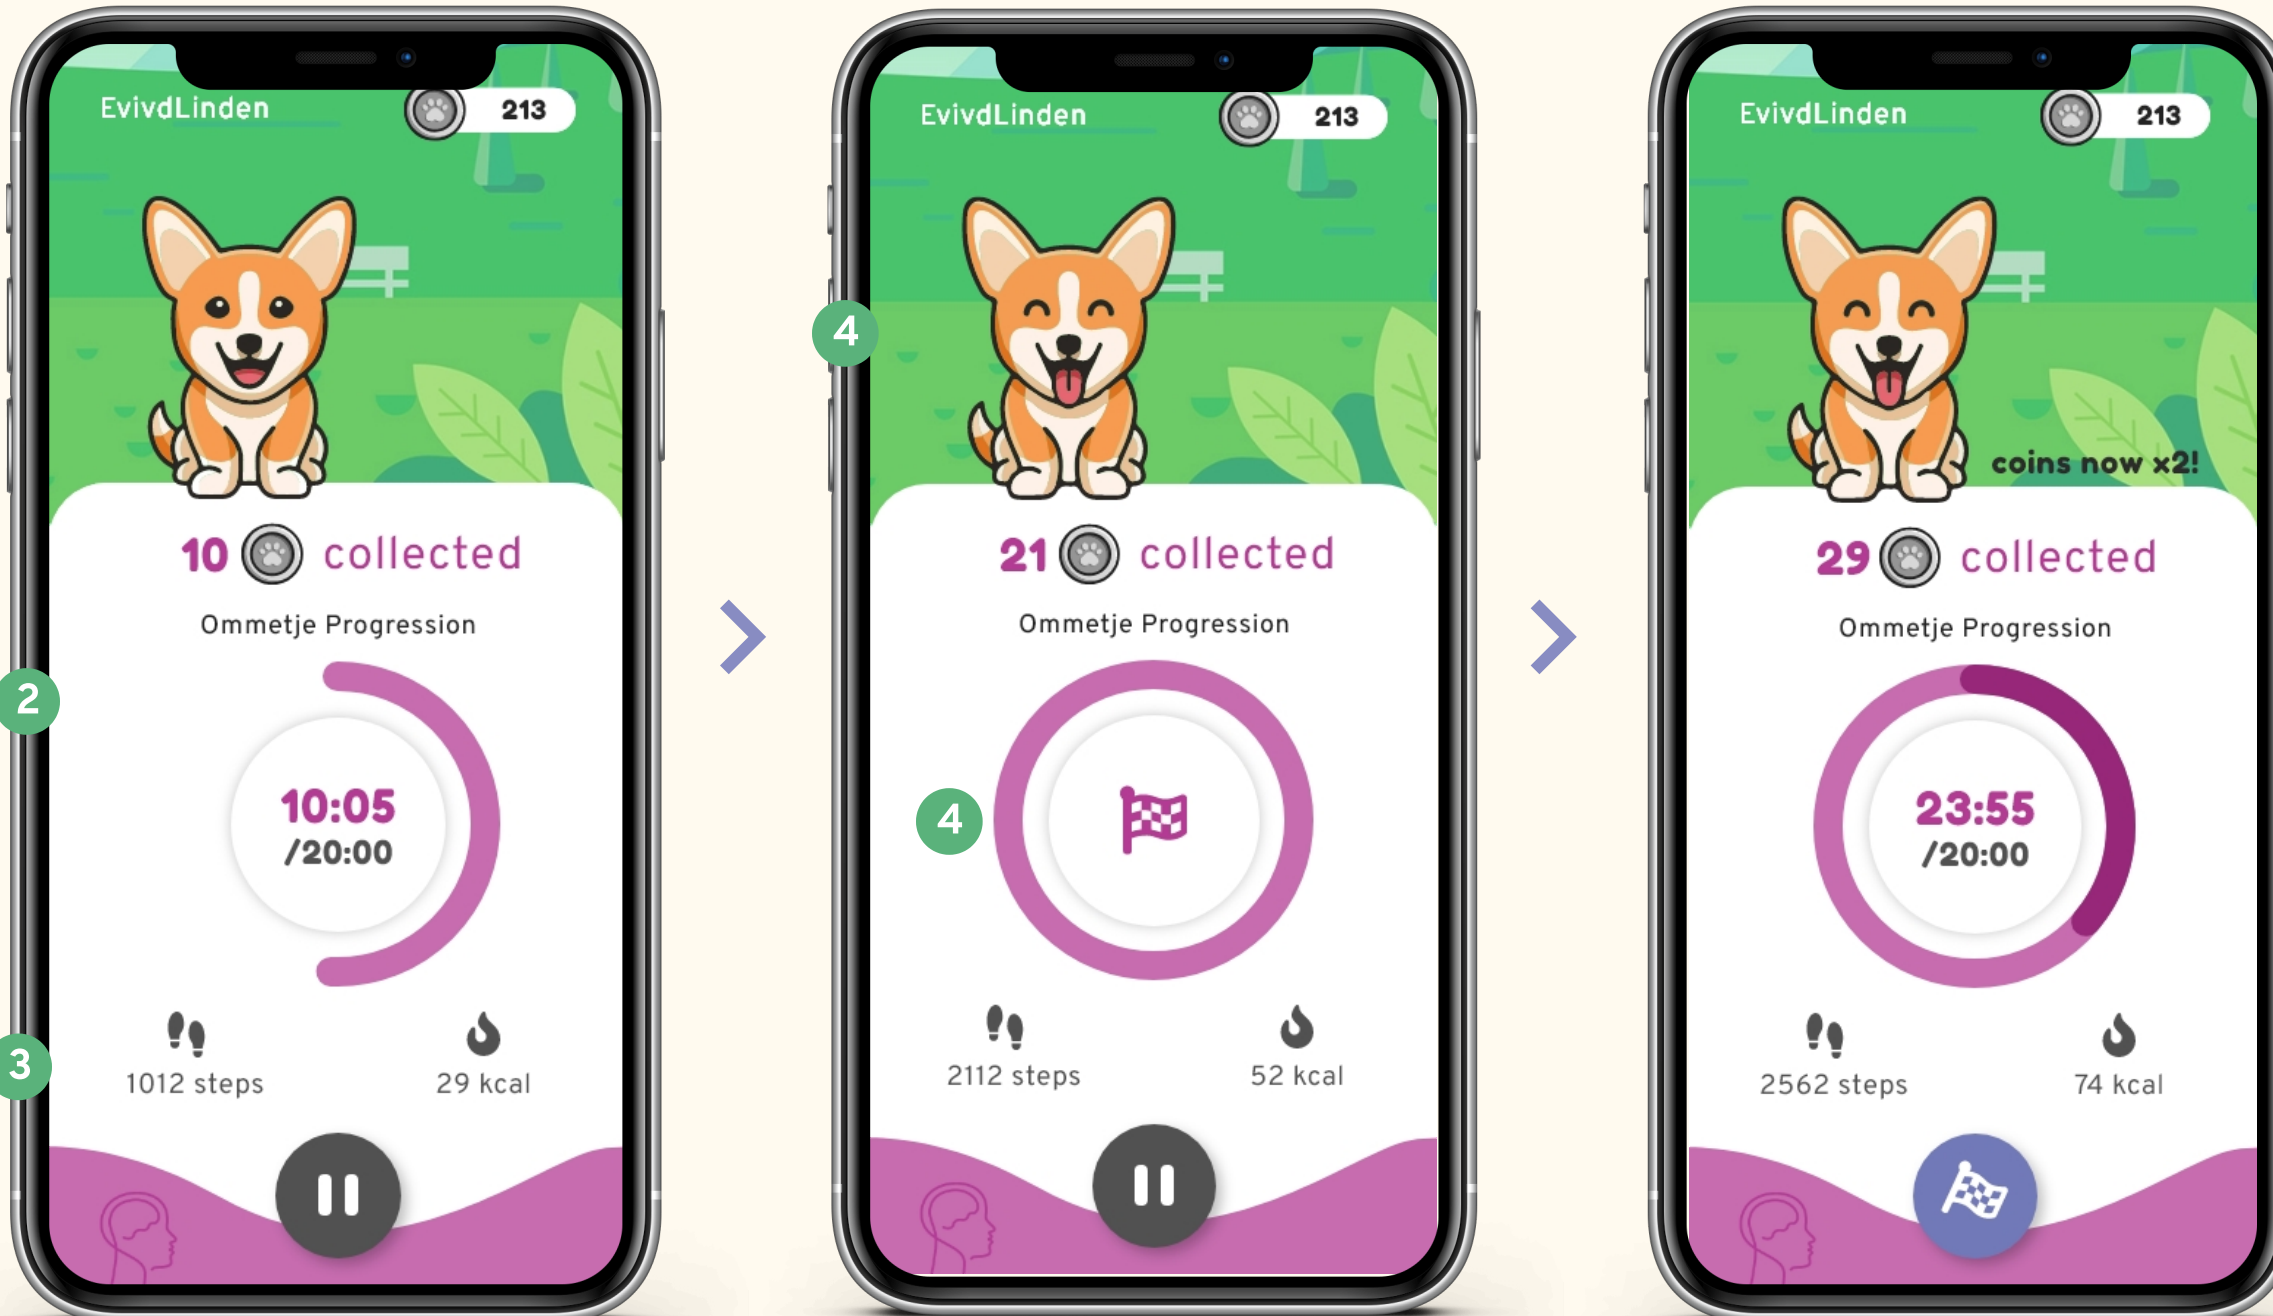 EvivdLinden
213
10 collected
Ommetje Progression
2
10:05
/20:00
3
1012 steps
29 kcal
EvivdLinden
213
4
21 collected
Ommetje Progression
4
2112 steps
52 kcal
EvivdLinden
213
coins now x2!
29 collected
Ommetje Progression
23:55
/20:00
2562 steps
74 kcal